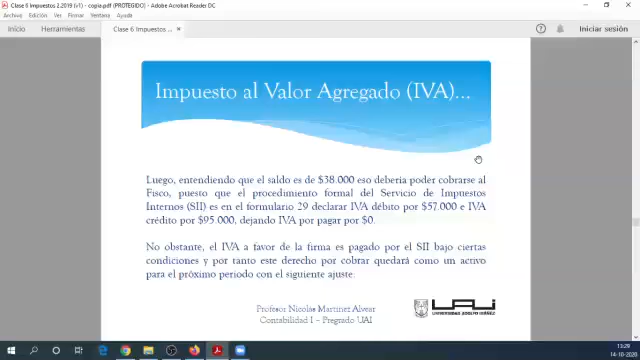 Clase 6 Impuestos 2.2019 (v1) - copia.pdf (PROTEGIDO) - Adobe Acrobat Reader DC
Archivo Edición Ver Firmar Ventana Ayuda
Inicio Herramientas Clase 6 Impuestos ... × Iniciar sesión
Impuesto al Valor Agregado (IVA)...
Luego, entendiendo que el saldo es de $38.000 eso debería poder cobrarse al
Fisco, puesto que el procedimiento formal del Servicio de Impuestos
Internos (SII) es en el formulario 29 declarar IVA débito por $57.000 e IVA
crédito por $95.000, dejando IVA por pagar por $0.
No obstante, el IVA a favor de la firma es pagado por el SII bajo ciertas
condiciones y por tanto este derecho por cobrar quedará como un activo
para el próximo periodo con el siguiente ajuste:
Profesor Nicolás Martínez Alvear
Contabilidad I – Pregrado UAI
UAI
UNIVERSIDAD ADOLFO IBÁÑEZ
13:29
14-10-2020